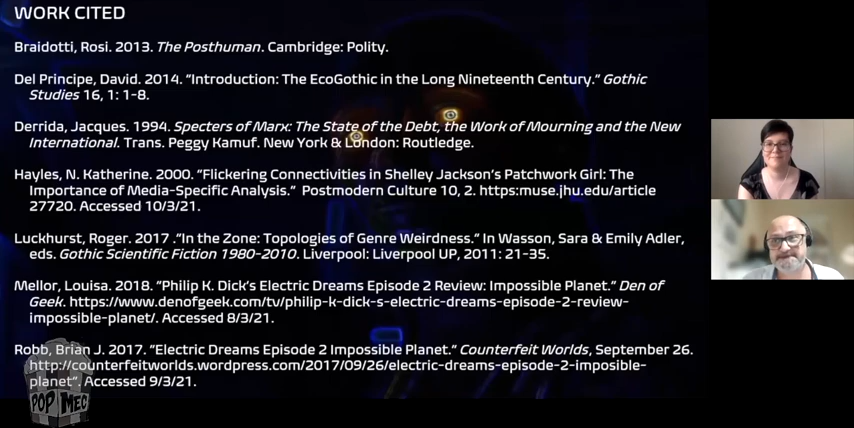 WORK CITED
Braidotti, Rosi. 2013. The Posthuman. Cambridge: Polity.
Del Principe, David. 2014. “Introduction: The EcoGothic in the Long Nineteenth Century.” Gothic
Studies 16, 1: 1-8.
Derrida, Jacques. 1994. Specters of Marx: The State of the Debt, the Work of Mourning and the New
International. Trans. Peggy Kamuf. New York & London: Routledge.
Hayles, N. Katherine. 2000. “Flickering Connectivities in Shelley Jackson’s Patchwork Girl: The
Importance of Media-Specific Analysis.“ Postmodern Culture 10, 2. https:muse.jhu.edu/article
27720. Accessed 10/3/21.
Luckhurst, Roger. 2017 .“In the Zone: Topologies of Genre Weirdness.” In Wasson, Sara & Emily Adler,
eds. Gothic Scientific Fiction 1980-2010. Liverpool: Liverpool UP, 2011: 21-35.
Mellor, Louisa. 2018. “Philip K. Dick’s Electric Dreams Episode 2 Review: Impossible Planet.” Den of
Geek. https://www.denofgeek.com/tv/philip-k-dick-s-electric-dreams-episode-2-review-
impossible-planet/. Accessed 8/3/21.
Robb, Brian J. 2017. “Electric Dreams Episode 2 Impossible Planet.“ Counterfeit Worlds, September 26.
http://counterfeitworlds.wordpress.com/2017/09/26/electric-dreams-episode-2-imposible-
planet”. Accessed 9/3/21.
POP MEC